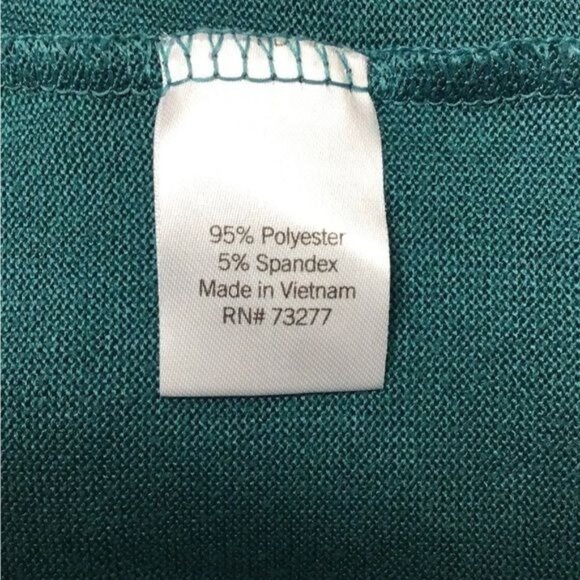 95% Polyester
5% Spandex
Made in Vietnam
RN# 73277